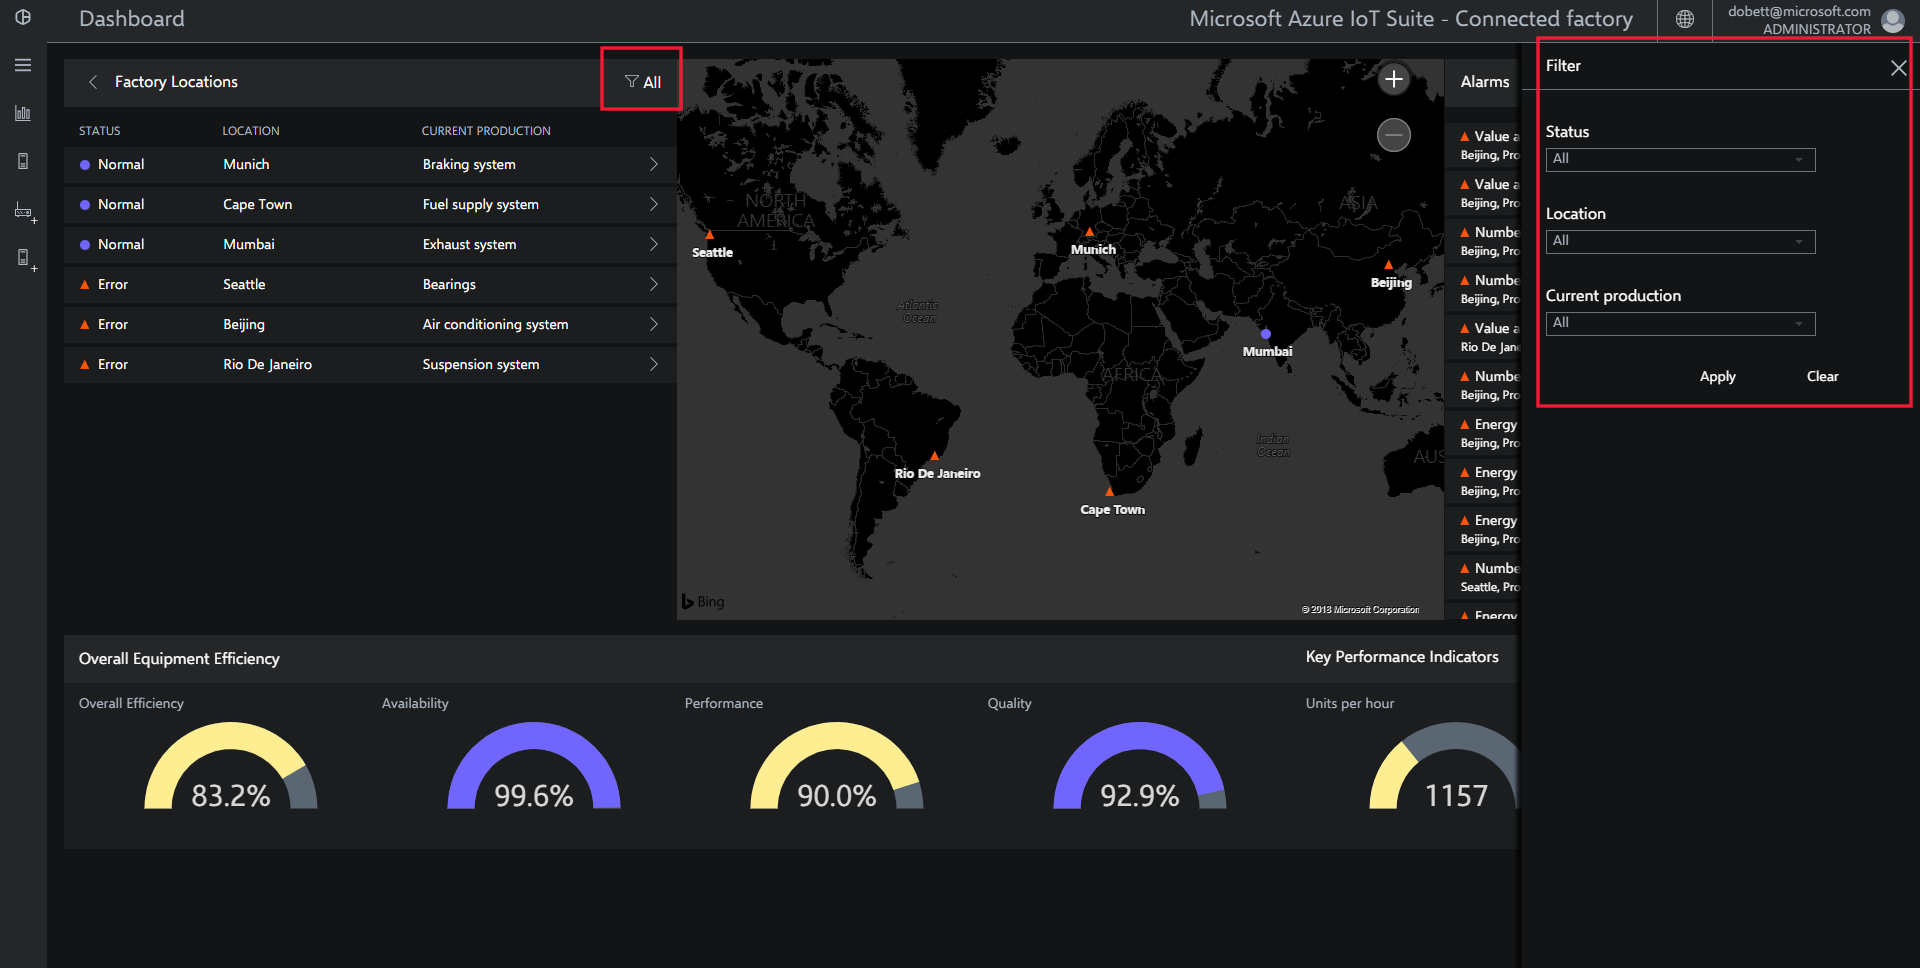 Dashboard
Microsoft Azure IoT Suite - Connected factory
dobett@microsoft.com
ADMINISTRATOR
Factory Locations
All
STATUS LOCATION CURRENT PRODUCTION
Normal Munich Braking system
Normal Cape Town Fuel supply system
Normal Mumbai Exhaust system
Error Seattle Bearings
Error Beijing Air conditioning system
Error Rio De Janeiro Suspension system
NORTH
AMERICA
ASIA
Seattle
Munich
Beijing
Atlantic
Ocean
Mumbai
AFRICA
Indian
Ocean
AUS
Rio De Janeiro
Cape Town
Bing
© 2018 Microsoft Corporation
Alarms
Value a
Beijing, Pro
Value a
Beijing, Pro
Numbe
Beijing, Pro
Numbe
Beijing, Pro
Value a
Rio De Jane
Numbe
Beijing, Pro
Energy
Beijing, Pro
Energy
Beijing, Pro
Energy
Beijing, Pro
Numbe
Seattle, Pro
Energy
Filter
Status
All
Location
All
Current production
All
Apply Clear
Overall Equipment Efficiency
Key Performance Indicators
Overall Efficiency Availability Performance Quality Units per hour
83.2% 99.6% 90.0% 92.9% 1157